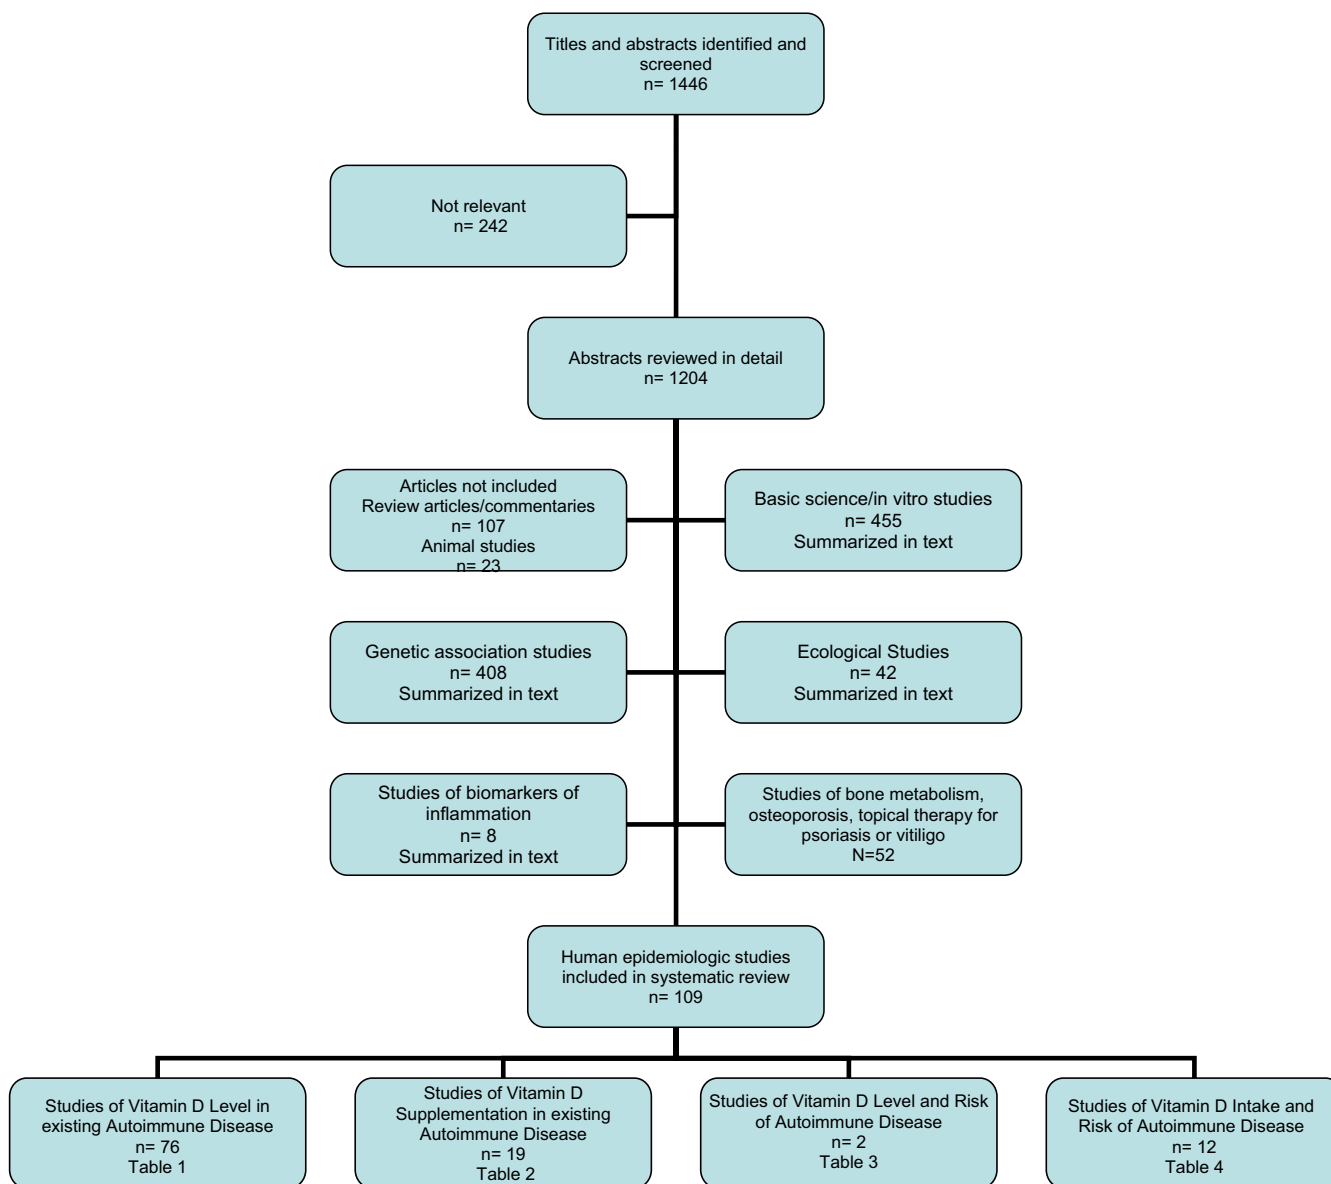 Titles and abstracts identified and
screened
n= 1446
Not relevant
n= 242
Abstracts reviewed in detail
n= 1204
Articles not included
Review articles/commentaries
n= 107
Animal studies
n= 23
Basic science/in vitro studies
n= 455
Summarized in text
Genetic association studies
n= 408
Summarized in text
Ecological Studies
n= 42
Summarized in text
Studies of biomarkers of
inflammation
n= 8
Summarized in text
Studies of bone metabolism,
osteoporosis, topical therapy for
psoriasis or vitiligo
N=52
Human epidemiologic studies
included in systematic review
n= 109
Studies of Vitamin D Level in
existing Autoimmune Disease
n= 76
Table 1
Studies of Vitamin D
Supplementation in existing
Autoimmune Disease
n= 19
Table 2
Studies of Vitamin D Level and Risk
of Autoimmune Disease
n= 2
Table 3
Studies of Vitamin D Intake and
Risk of Autoimmune Disease
n= 12
Table 4